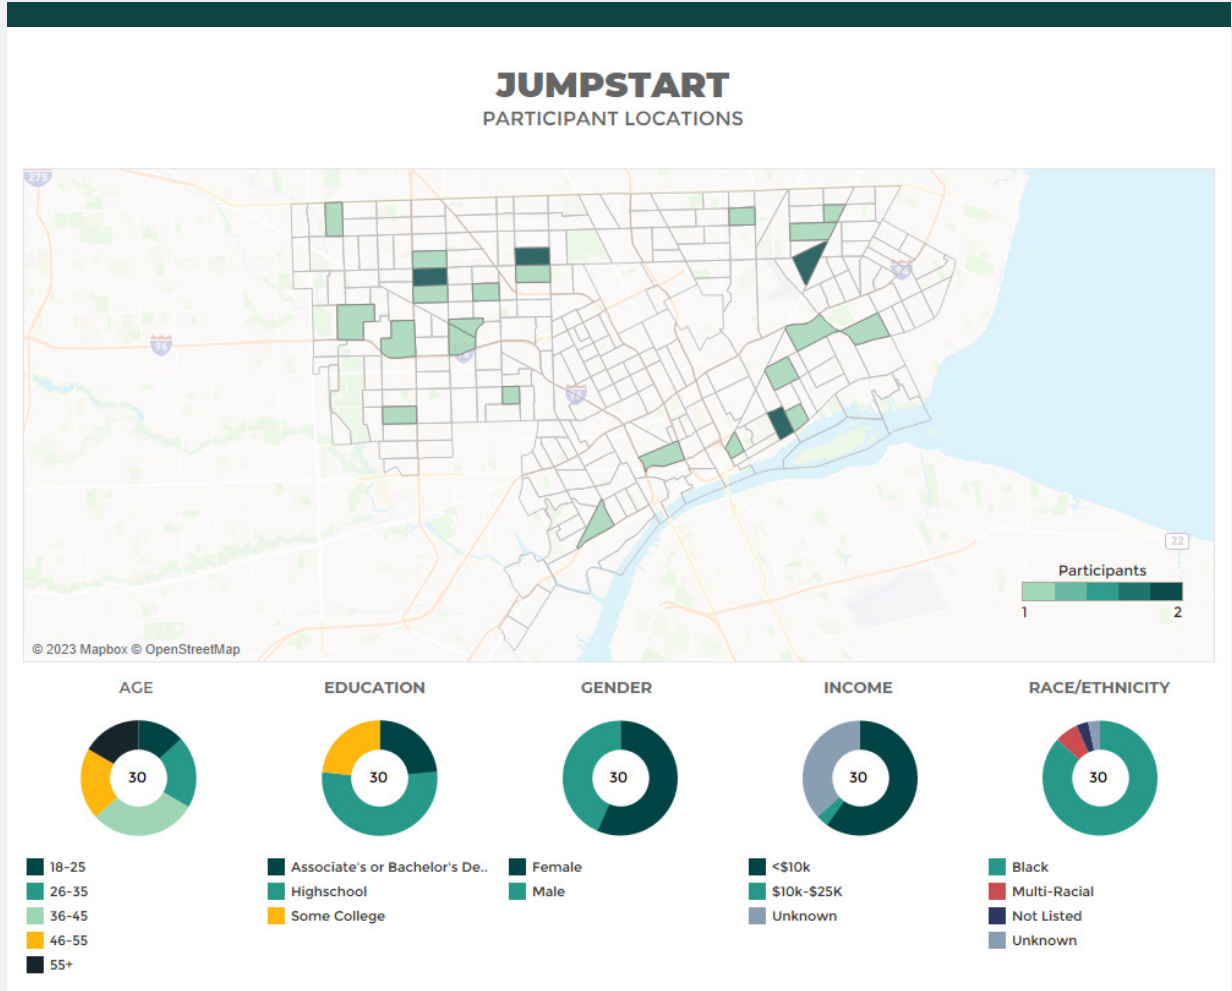 JUMPSTART
PARTICIPANT LOCATIONS
275
96
94
75
22
Participants
1 2
© 2023 Mapbox © OpenStreetMap
AGE
30
18-25
26-35
36-45
46-55
55+
EDUCATION
30
Associate's or Bachelor's De..
Highschool
Some College
GENDER
30
Female
Male
INCOME
30
<$10k
$10k-$25K
Unknown
RACE/ETHNICITY
30
Black
Multi-Racial
Not Listed
Unknown